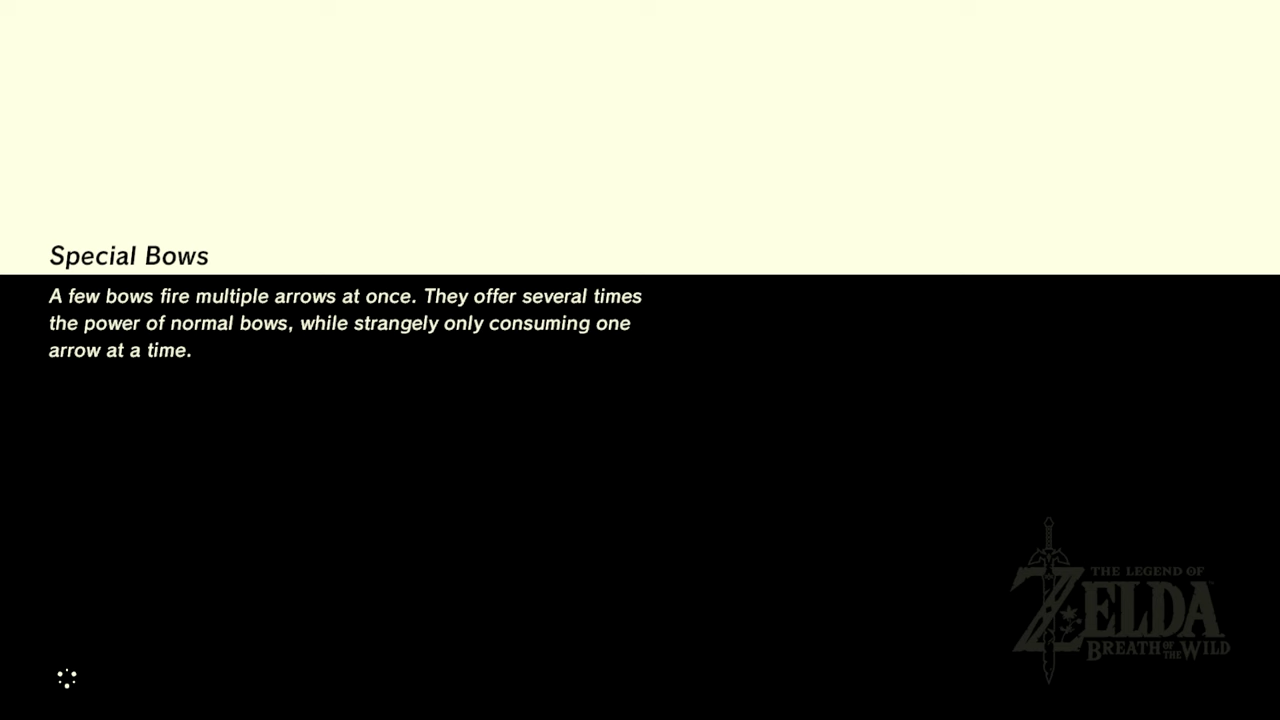 Special Bows
A few bows fire multiple arrows at once. They offer several times
the power of normal bows, while strangely only consuming one
arrow at a time.
THE LEGEND OF
ZELDA
BREATH OF THE WILD